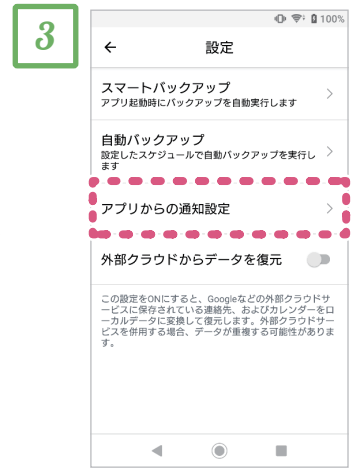 3
100%
設定
スマートバックアップ
アプリ起動時にバックアップを自動実行します
自動バックアップ
設定したスケジュールで自動バックアップを実行し
ます
アプリからの通知設定
外部クラウドからデータを復元
この設定をONにすると、Googleなどの外部クラウドサ
ービスに保存されている連絡先、およびカレンダーをロ
ーカルデータに変換して復元します。外部クラウドサー
ビスを併用する場合、データが重複する可能性がありま
す。